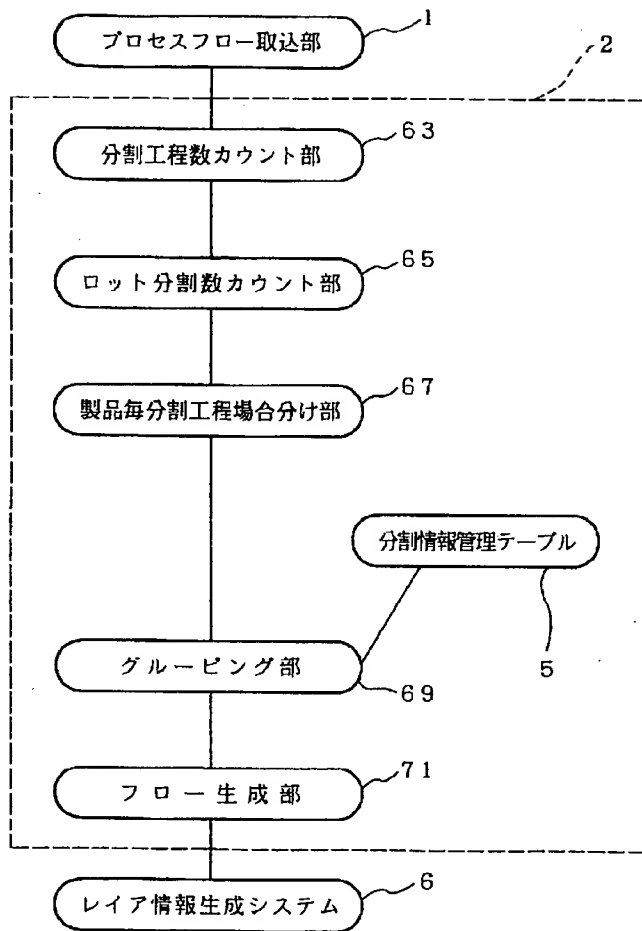 プロセスフロー取込部
1
2
分割工程数カウント部
63
ロット分割数カウント部
65
製品毎分割工程場合分け部
67
分割情報管理テーブル
5
グルーピング部
69
フロー生成部
71
レイア情報生成システム
6